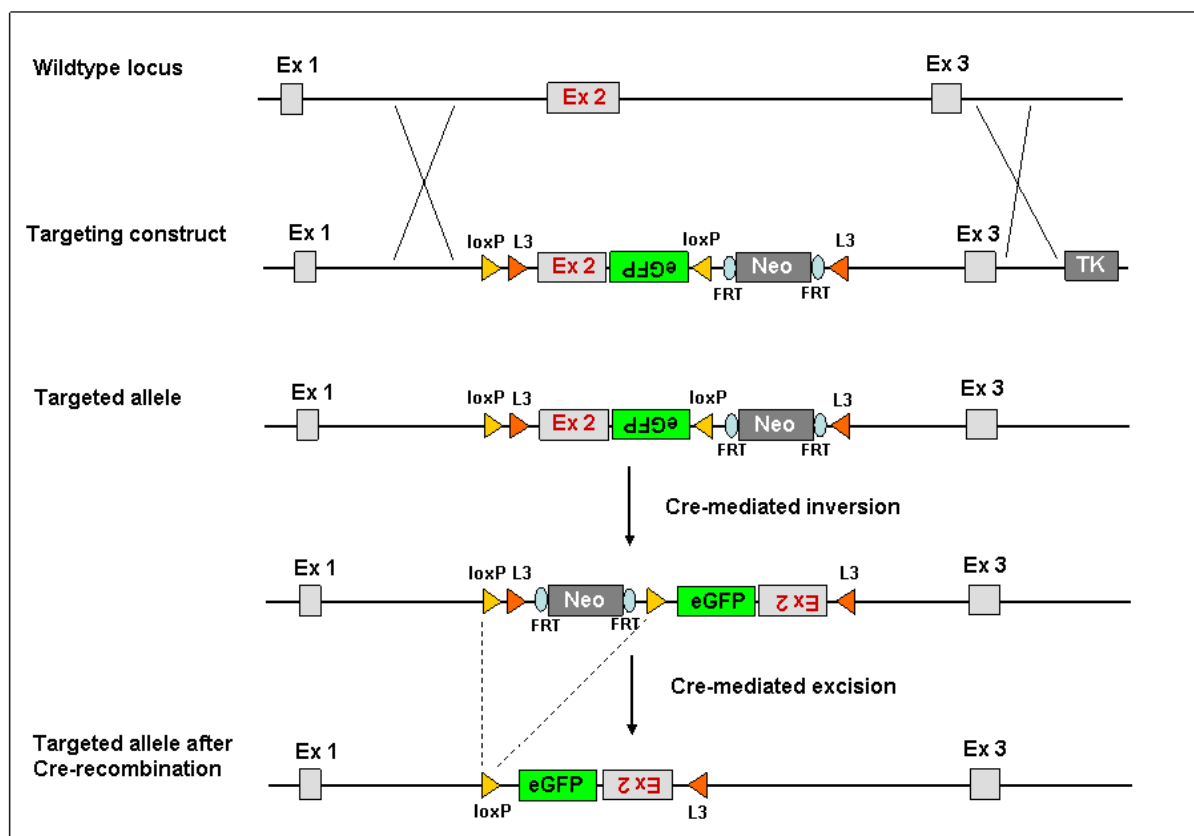 Wildtype locus
Ex 1
Ex 2
Ex 3
Targeting construct
Ex 1
loxP
L3
Ex 2
eGFP
loxP
FRT
Neo
FRT
L3
Ex 3
TK
Targeted allele
Ex 1
loxP
L3
Ex 2
eGFP
loxP
FRT
Neo
FRT
L3
Ex 3
Cre-mediated inversion
Ex 1
loxP
L3
FRT
Neo
FRT
eGFP
Ex 2
L3
Ex 3
Cre-mediated excision
Targeted allele after
Cre-recombination
Ex 1
loxP
eGFP
Ex 2
L3
Ex 3